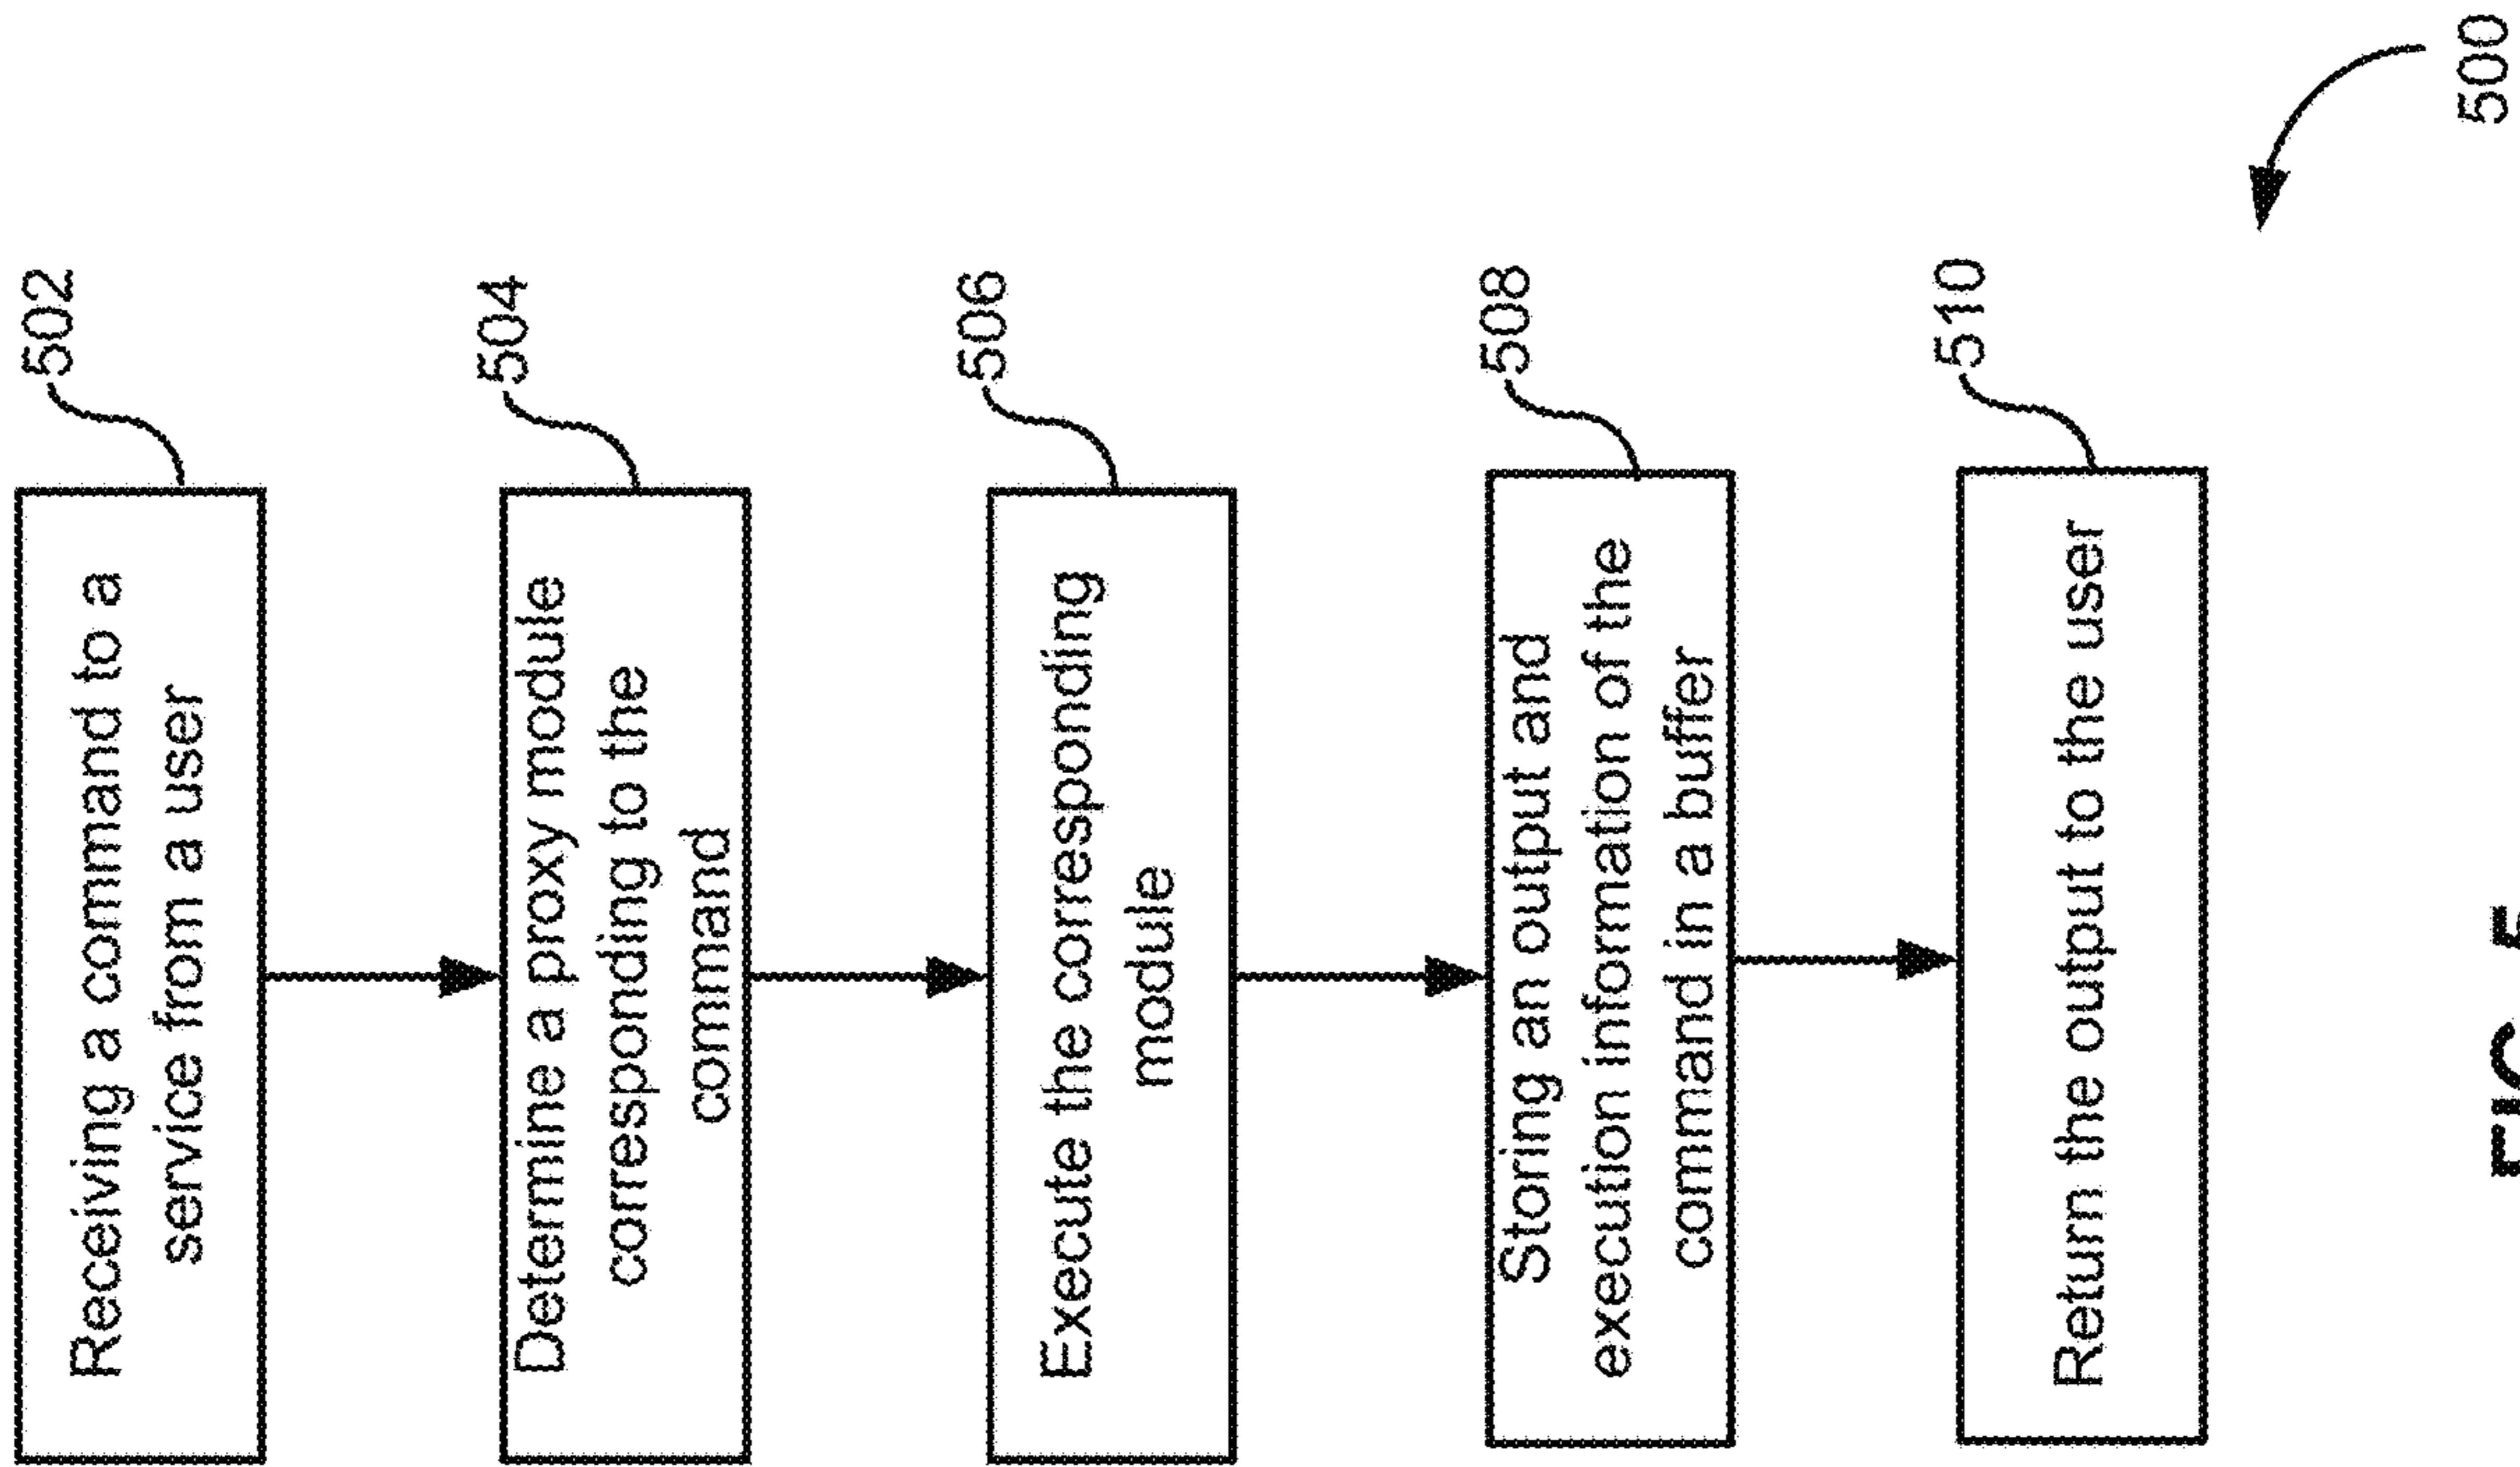 Receiving a command to a
service from a user
502
Determine a proxy module
corresponding to the
command
504
Execute the corresponding
module
506
Storing an output and
execution information of the
command in a buffer
508
Return the output to the user
510
500
FIG. 5